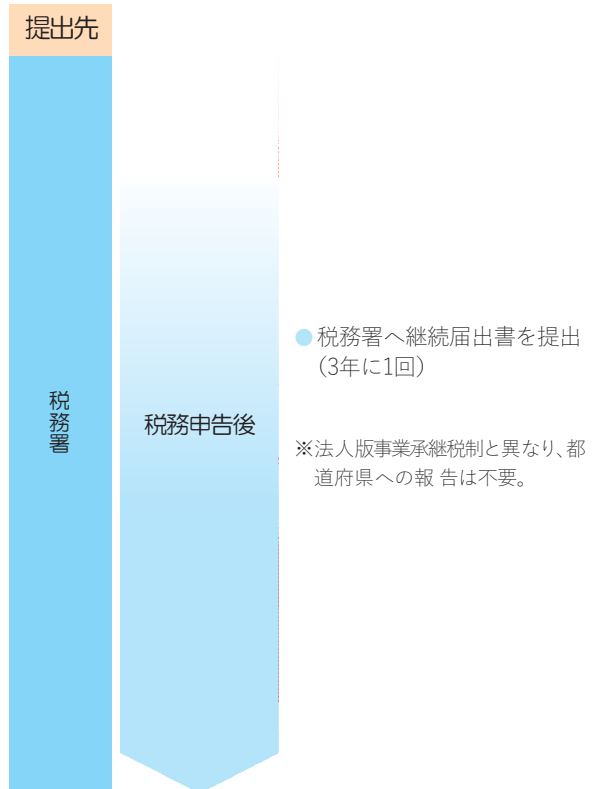 提出先
税務署
税務申告後
●税務署へ継続届出書を提出
(3年に1回)
※法人版事業承継税制と異なり、都
道府県への報 告は不要。